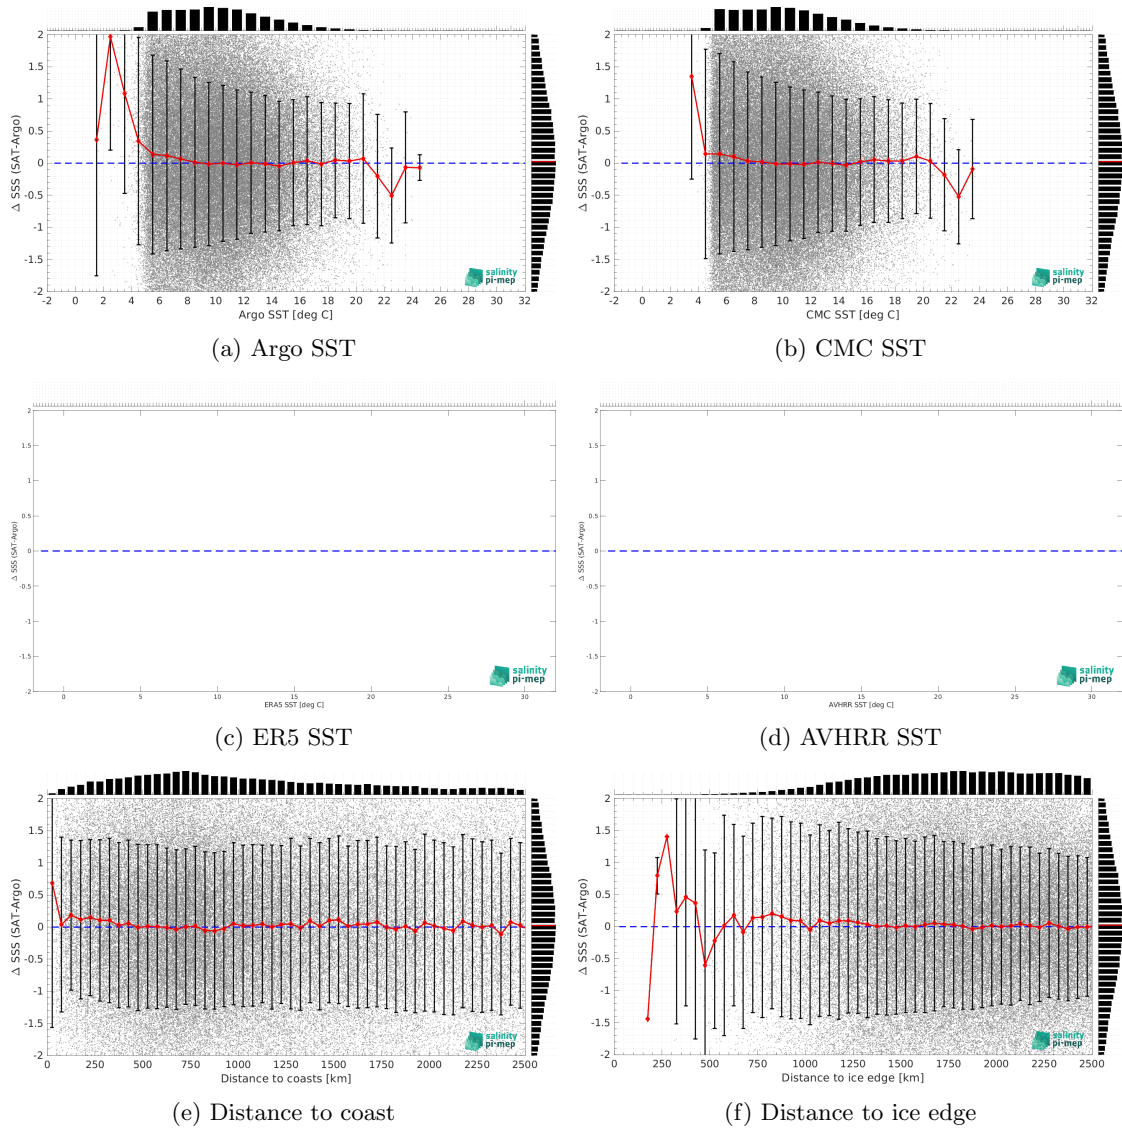 2
1.5
1
0.5
0
-0.5
-1
-1.5
-2
Δ SSS (SAT-Argo)
salinity
pi-mep
-2 0 2 4 6 8 10 12 14 16 18 20 22 24 26 28 30 32
Argo SST [deg C]
(a) Argo SST
2
1.5
1
0.5
0
-0.5
-1
-1.5
-2
Δ SSS (SAT-Argo)
salinity
pi-mep
-2 0 2 4 6 8 10 12 14 16 18 20 22 24 26 28 30 32
CMC SST [deg C]
(b) CMC SST
2
1.5
1
0.5
0
-0.5
-1
-1.5
-2
Δ SSS (SAT-Argo)
salinity
pi-mep
0 5 10 15 20 25 30
ERA5 SST [deg C]
(c) ER5 SST
2
1.5
1
0.5
0
-0.5
-1
-1.5
-2
Δ SSS (SAT-Argo)
salinity
pi-mep
0 5 10 15 20 25 30
AVHRR SST [deg C]
(d) AVHRR SST
2
1.5
1
0.5
0
-0.5
-1
-1.5
-2
Δ SSS (SAT-Argo)
salinity
pi-mep
0 250 500 750 1000 1250 1500 1750 2000 2250 2500
Distance to coasts [km]
(e) Distance to coast
2
1.5
1
0.5
0
-0.5
-1
-1.5
-2
Δ SSS (SAT-Argo)
salinity
pi-mep
0 250 500 750 1000 1250 1500 1750 2000 2250 2500
Distance to ice edge [km]
(f) Distance to ice edge